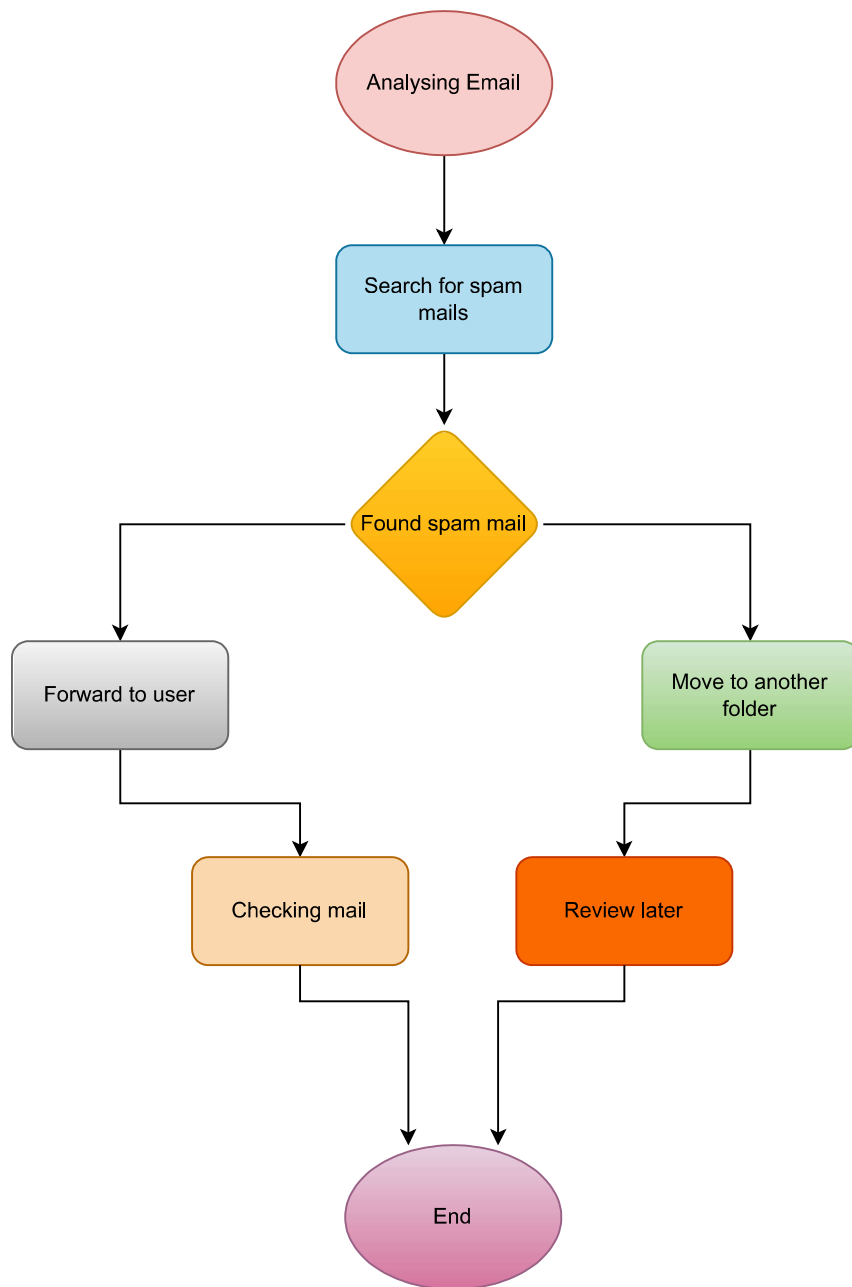 Analysing Email
Search for spam
mails
Found spam mail
Forward to user
Move to another
folder
Checking mail
Review later
End